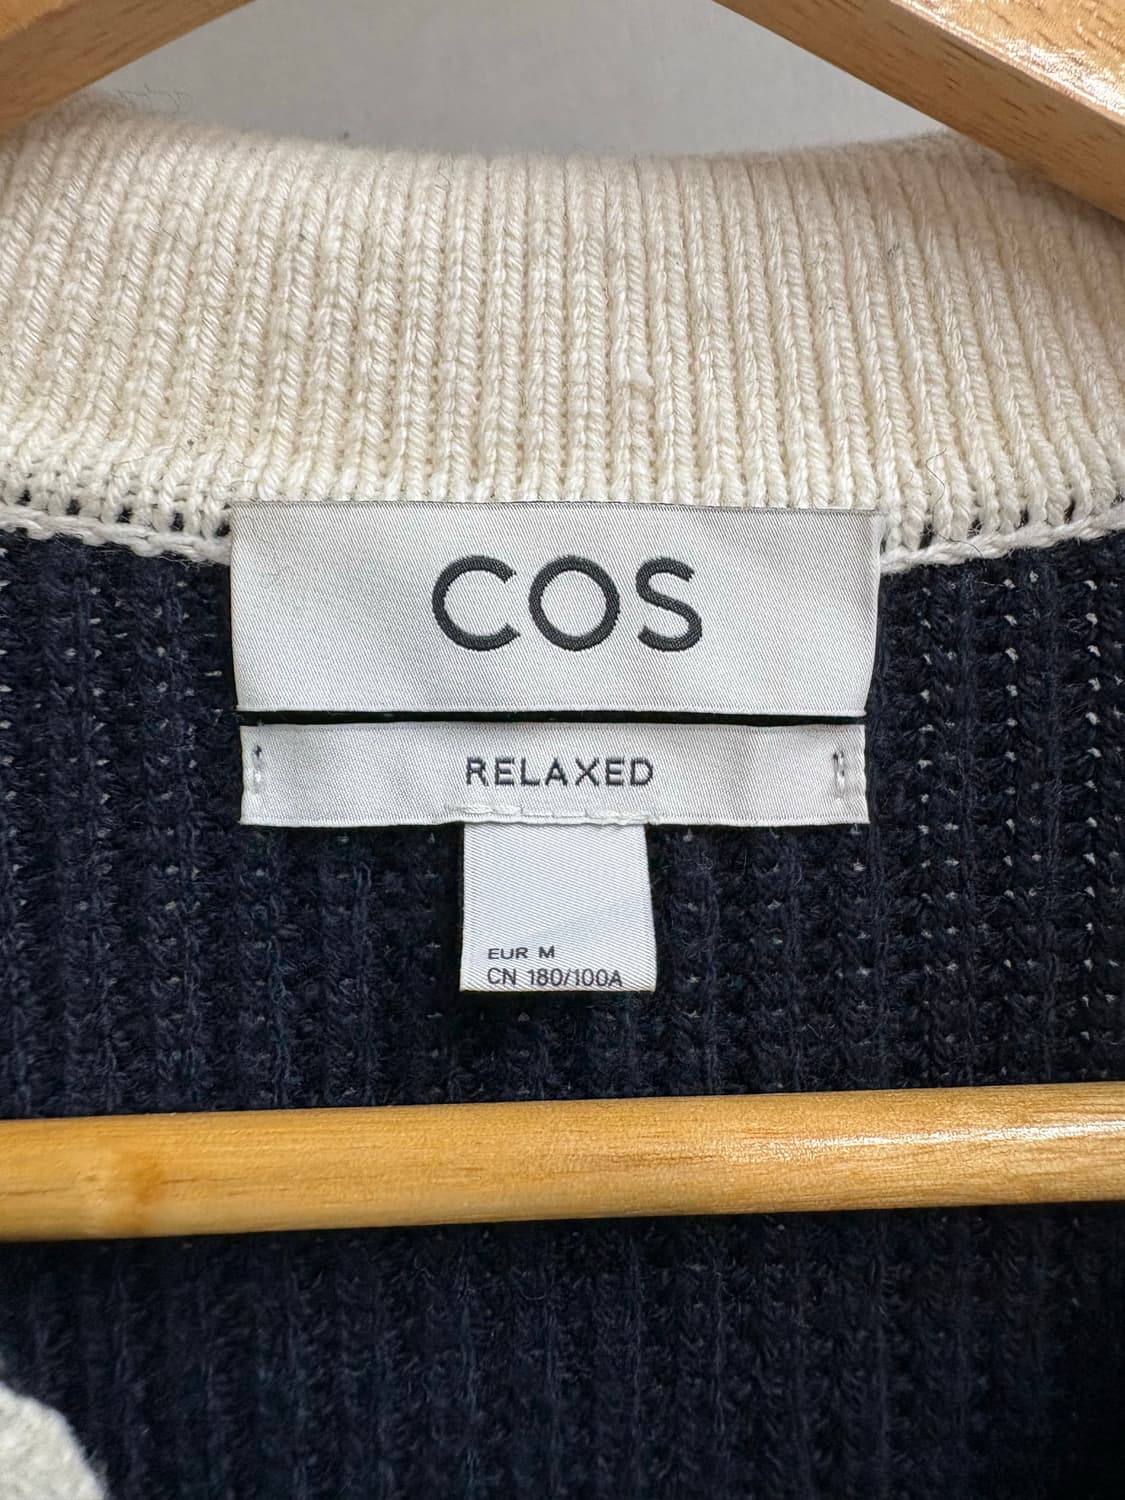 COS
RELAXED
EUR M
CN 180/100A